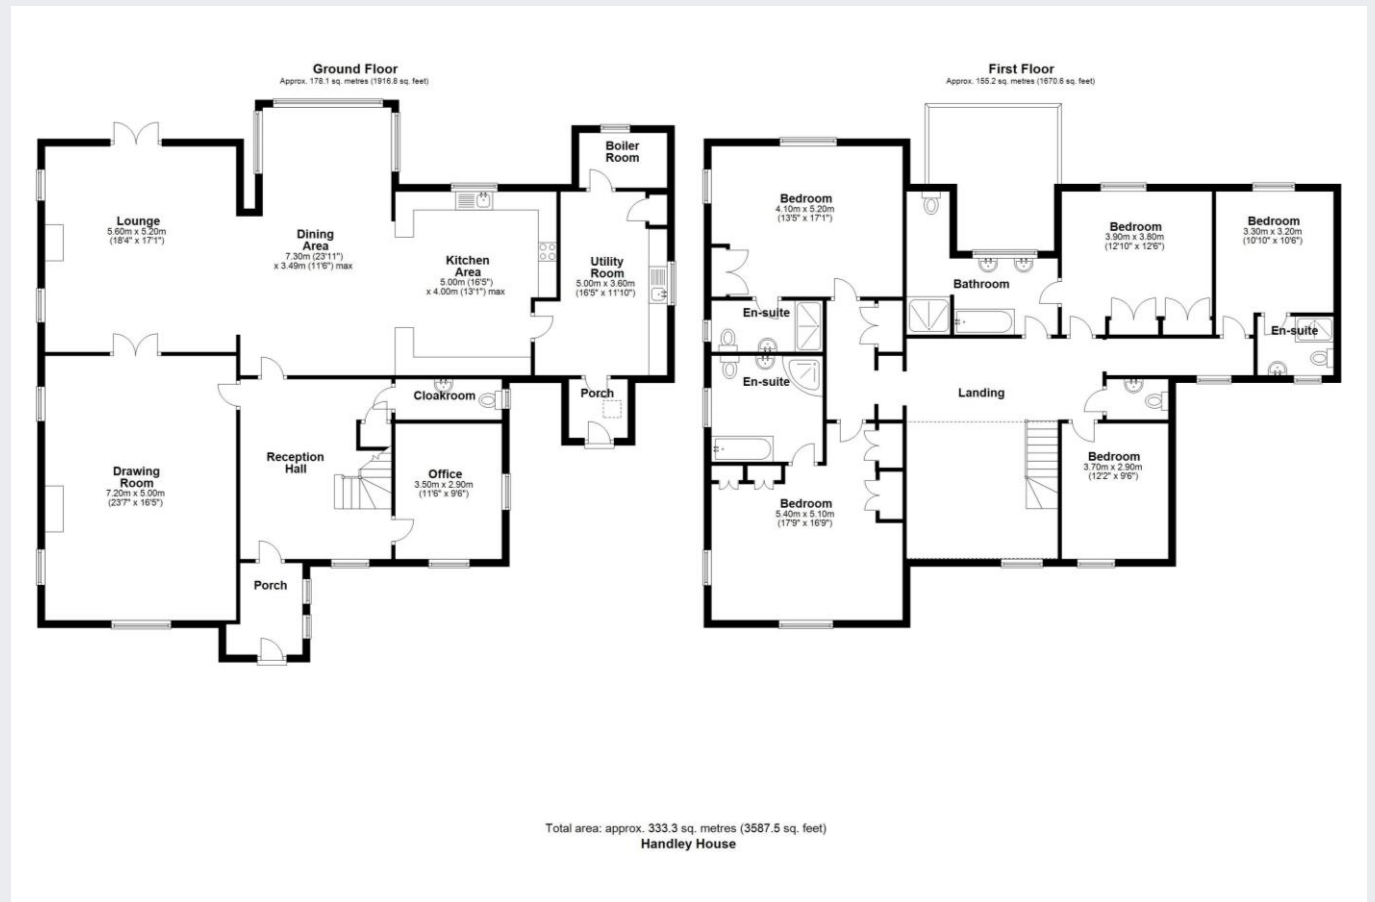 Ground Floor
Approx. 178.1 sq. metres (1916.8 sq. feet)
Boiler
Room
Lounge
5.60m x 5.20m
(18'4" x 17'1")
Dining
Area
7.30m (23'11")
x 3.49m (11'6") max
Kitchen
Area
5.00m (16'5")
x 4.00m (13'1") max
Utility
Room
5.00m x 3.60m
(16'5" x 11'10")
Porch
Cloakroom
Reception
Hall
Office
3.50m x 2.90m
(11'6" x 9'6")
Drawing
Room
7.20m x 5.00m
(23'7" x 16'5")
Porch
First Floor
Approx. 155.2 sq. metres (1670.6 sq. feet)
Bedroom
4.10m x 5.20m
(13'5" x 17'1")
Bedroom
3.90m x 3.80m
(12'10" x 12'6")
Bedroom
3.30m x 3.20m
(10'10" x 10'6")
Bathroom
En-suite
En-suite
En-suite
Landing
Bedroom
3.70m x 2.90m
(12'2" x 9'6")
Bedroom
5.40m x 5.10m
(17'9" x 16'9")
Total area: approx. 333.3 sq. metres (3587.5 sq. feet)
Handley House